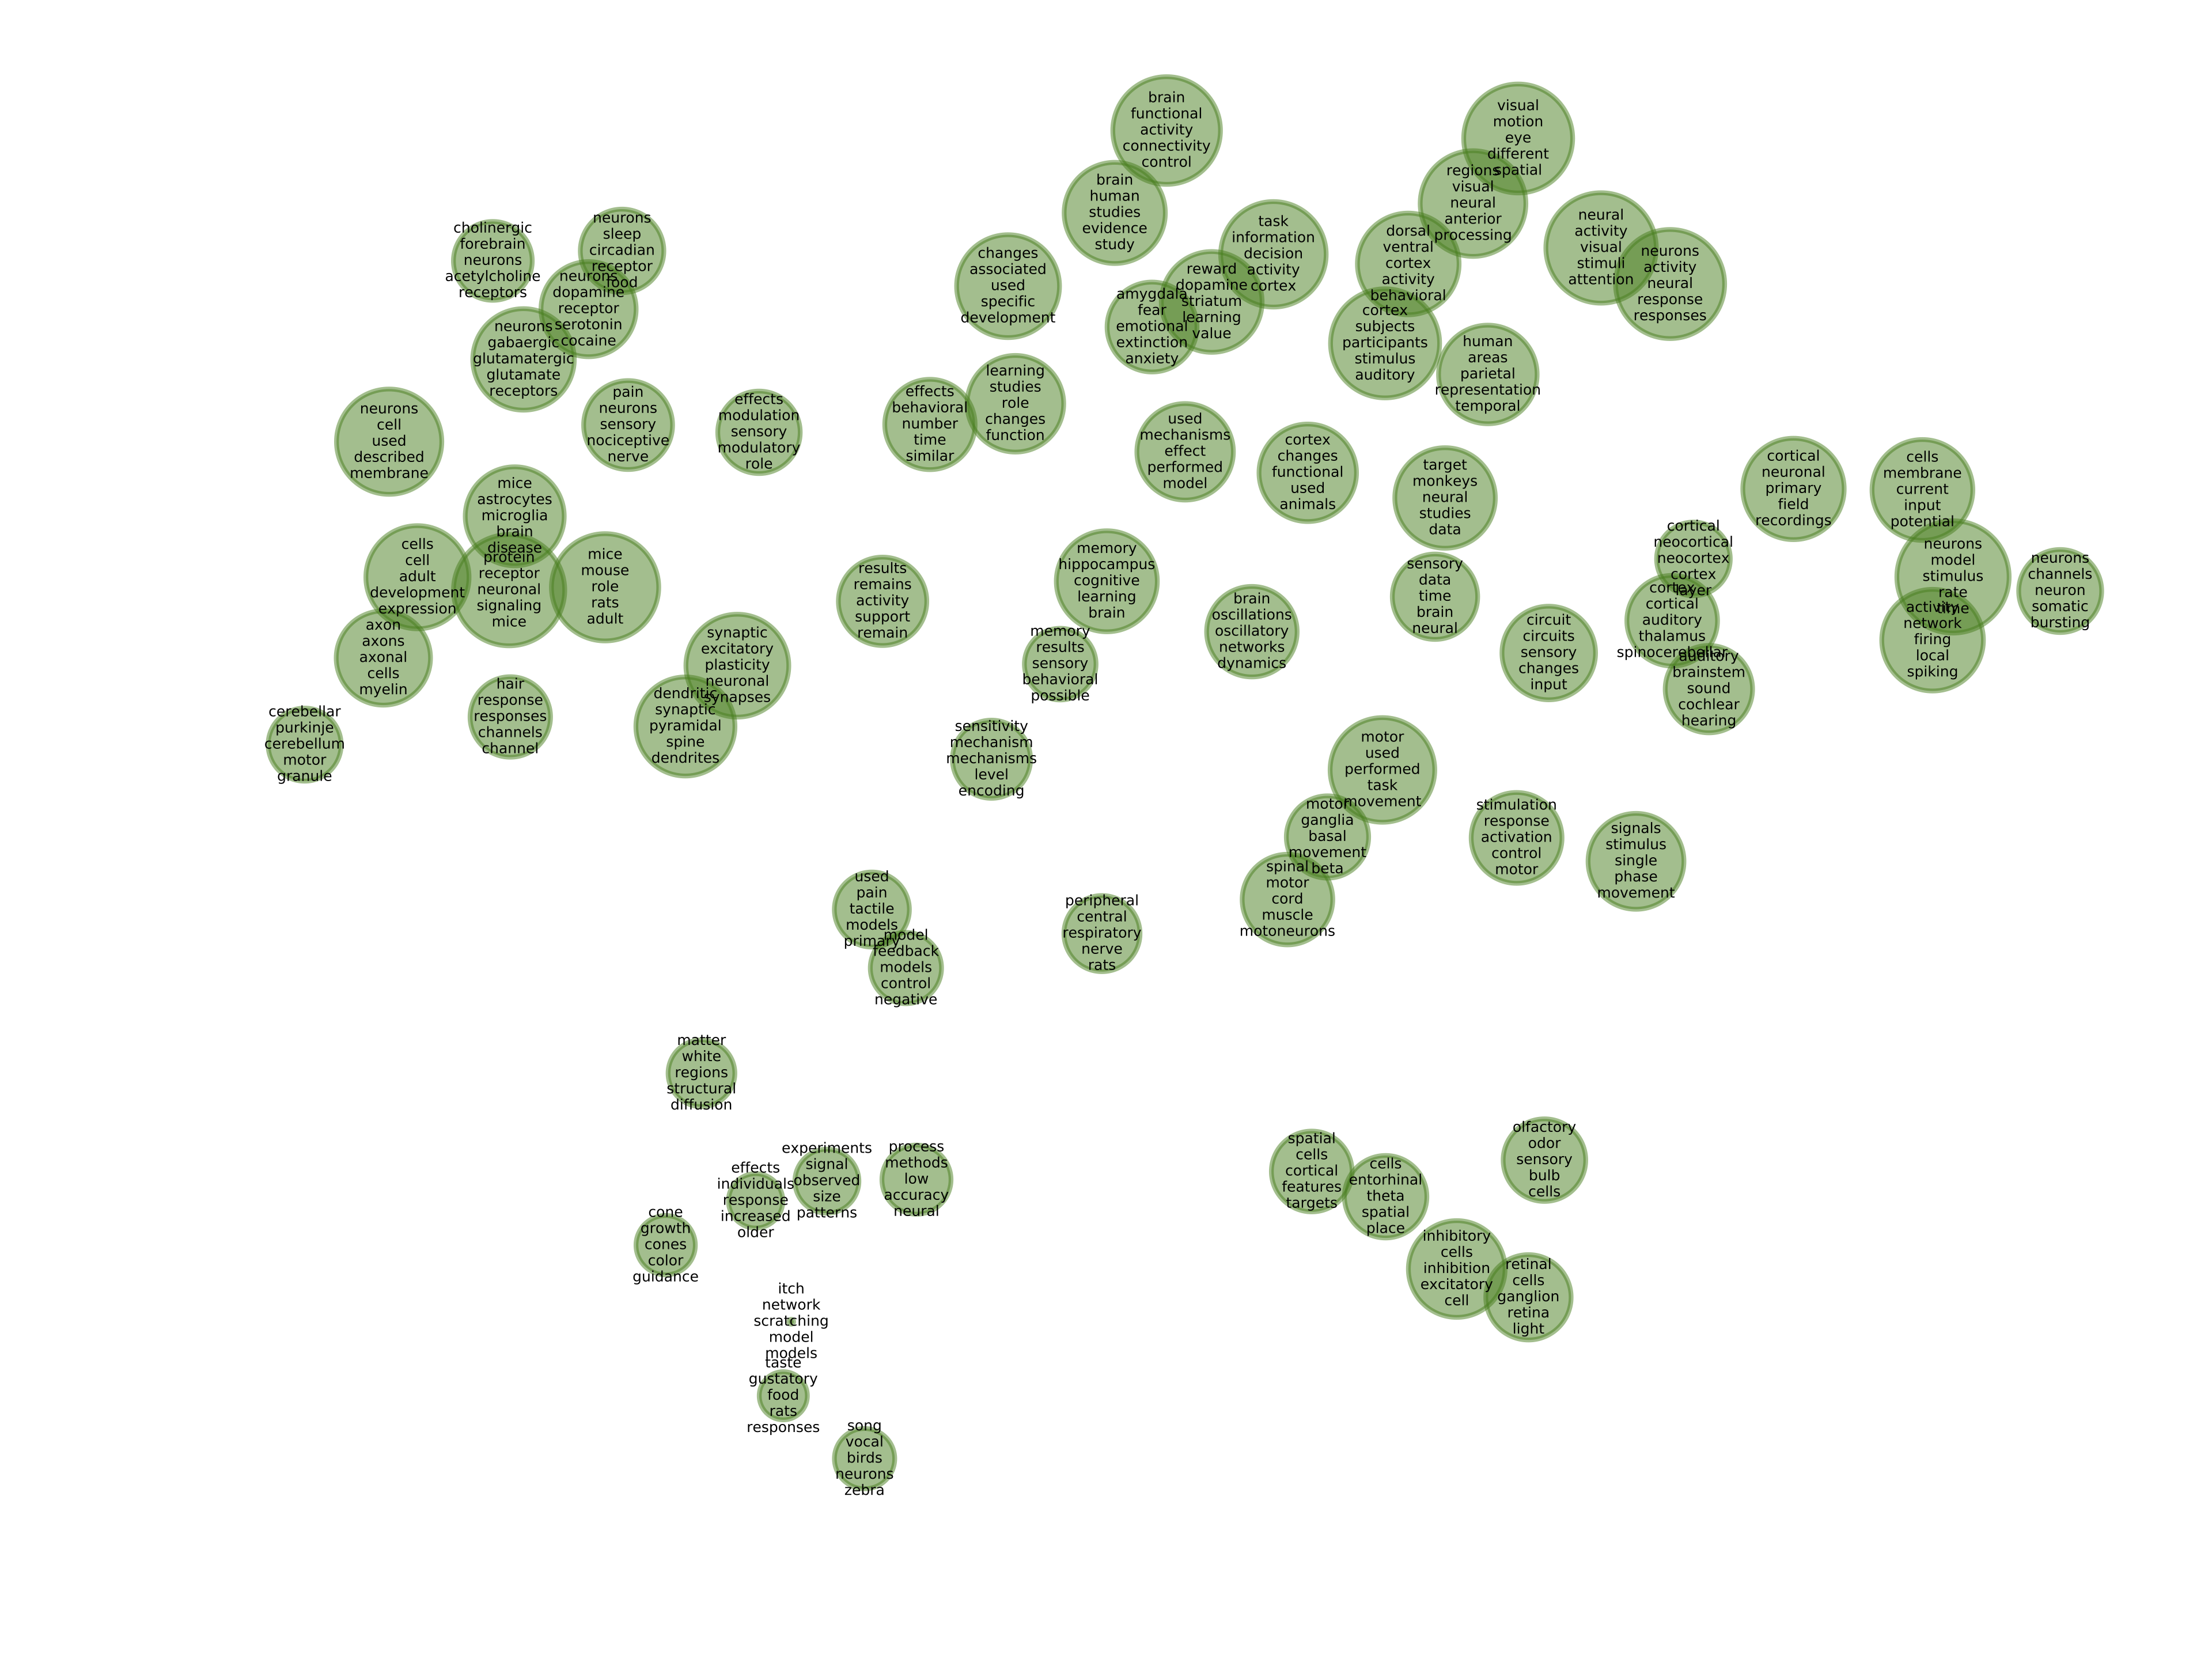 brain
functional
activity
connectivity
control
visual
motion
eye
different
spatial
brain
human
studies
evidence
study
regions
visual
neural
anterior
processing
cholinergic
forebrain
neurons
acetylcholine
receptors
neurons
sleep
circadian
receptor
food
neurons
dopamine
receptor
serotonin
cocaine
neurons
gabaergic
glutamatergic
glutamate
receptors
changes
associated
used
specific
development
task
information
decision
activity
cortex
reward
dopamine
striatum
learning
value
amygdala
fear
emotional
extinction
anxiety
dorsal
ventral
cortex
activity
behavioral
cortex
subjects
participants
stimulus
auditory
neural
activity
visual
stimuli
attention
neurons
activity
neural
response
responses
human
areas
parietal
representation
temporal
neurons
cell
used
described
membrane
pain
neurons
sensory
nociceptive
nerve
effects
modulation
sensory
modulatory
role
effects
behavioral
number
time
similar
learning
studies
role
changes
function
used
mechanisms
effect
performed
model
cortex
changes
functional
used
animals
target
monkeys
neural
studies
data
cortical
neuronal
primary
field
recordings
cells
membrane
current
input
potential
mice
astrocytes
microglia
brain
disease
cells
cell
adult
development
expression
protein
receptor
neuronal
signaling
mice
mice
mouse
role
rats
adult
axon
axons
axonal
cells
myelin
results
remains
activity
support
remain
memory
hippocampus
cognitive
learning
brain
brain
oscillations
oscillatory
networks
dynamics
sensory
data
time
brain
neural
cortical
neocortical
neocortex
cortex
layer
cortex
cortical
auditory
thalamus
spinocerebellar
auditory
brainstem
sound
cochlear
hearing
neurons
model
stimulus
rate
time
activity
network
firing
local
spiking
neurons
channels
neuron
somatic
bursting
synaptic
excitatory
plasticity
neuronal
synapses
dendritic
synaptic
pyramidal
spine
dendrites
hair
response
responses
channels
channel
cerebellar
purkinje
cerebellum
motor
granule
memory
results
sensory
behavioral
possible
circuit
circuits
sensory
changes
input
sensitivity
mechanism
mechanisms
level
encoding
motor
used
performed
task
movement
motor
ganglia
basal
movement
beta
spinal
motor
cord
muscle
motoneurons
stimulation
response
activation
control
motor
signals
stimulus
single
phase
movement
used
pain
tactile
models
primary
model
feedback
models
control
negative
peripheral
central
respiratory
nerve
rats
matter
white
regions
structural
diffusion
experiments
signal
observed
size
patterns
process
methods
low
accuracy
neural
effects
individuals
response
increased
older
cone
growth
cones
color
guidance
spatial
cells
cortical
features
targets
cells
entorhinal
theta
spatial
place
olfactory
odor
sensory
bulb
cells
inhibitory
cells
inhibition
excitatory
cell
retinal
cells
ganglion
retina
light
itch
network
scratching
model
models
taste
gustatory
food
rats
responses
song
vocal
birds
neurons
zebra